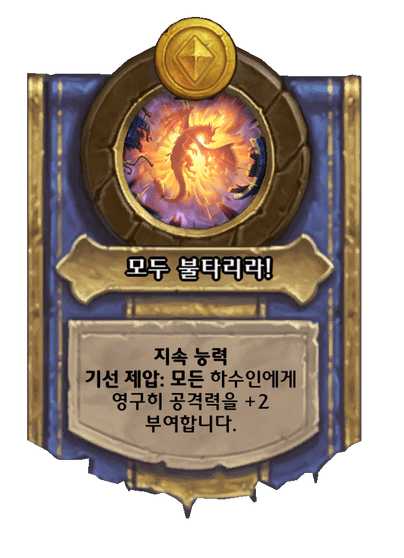 모두 불타리라!
지속 능력
기선 제압: 모든 하수인에게
영구히 공격력을 +2
부여합니다.